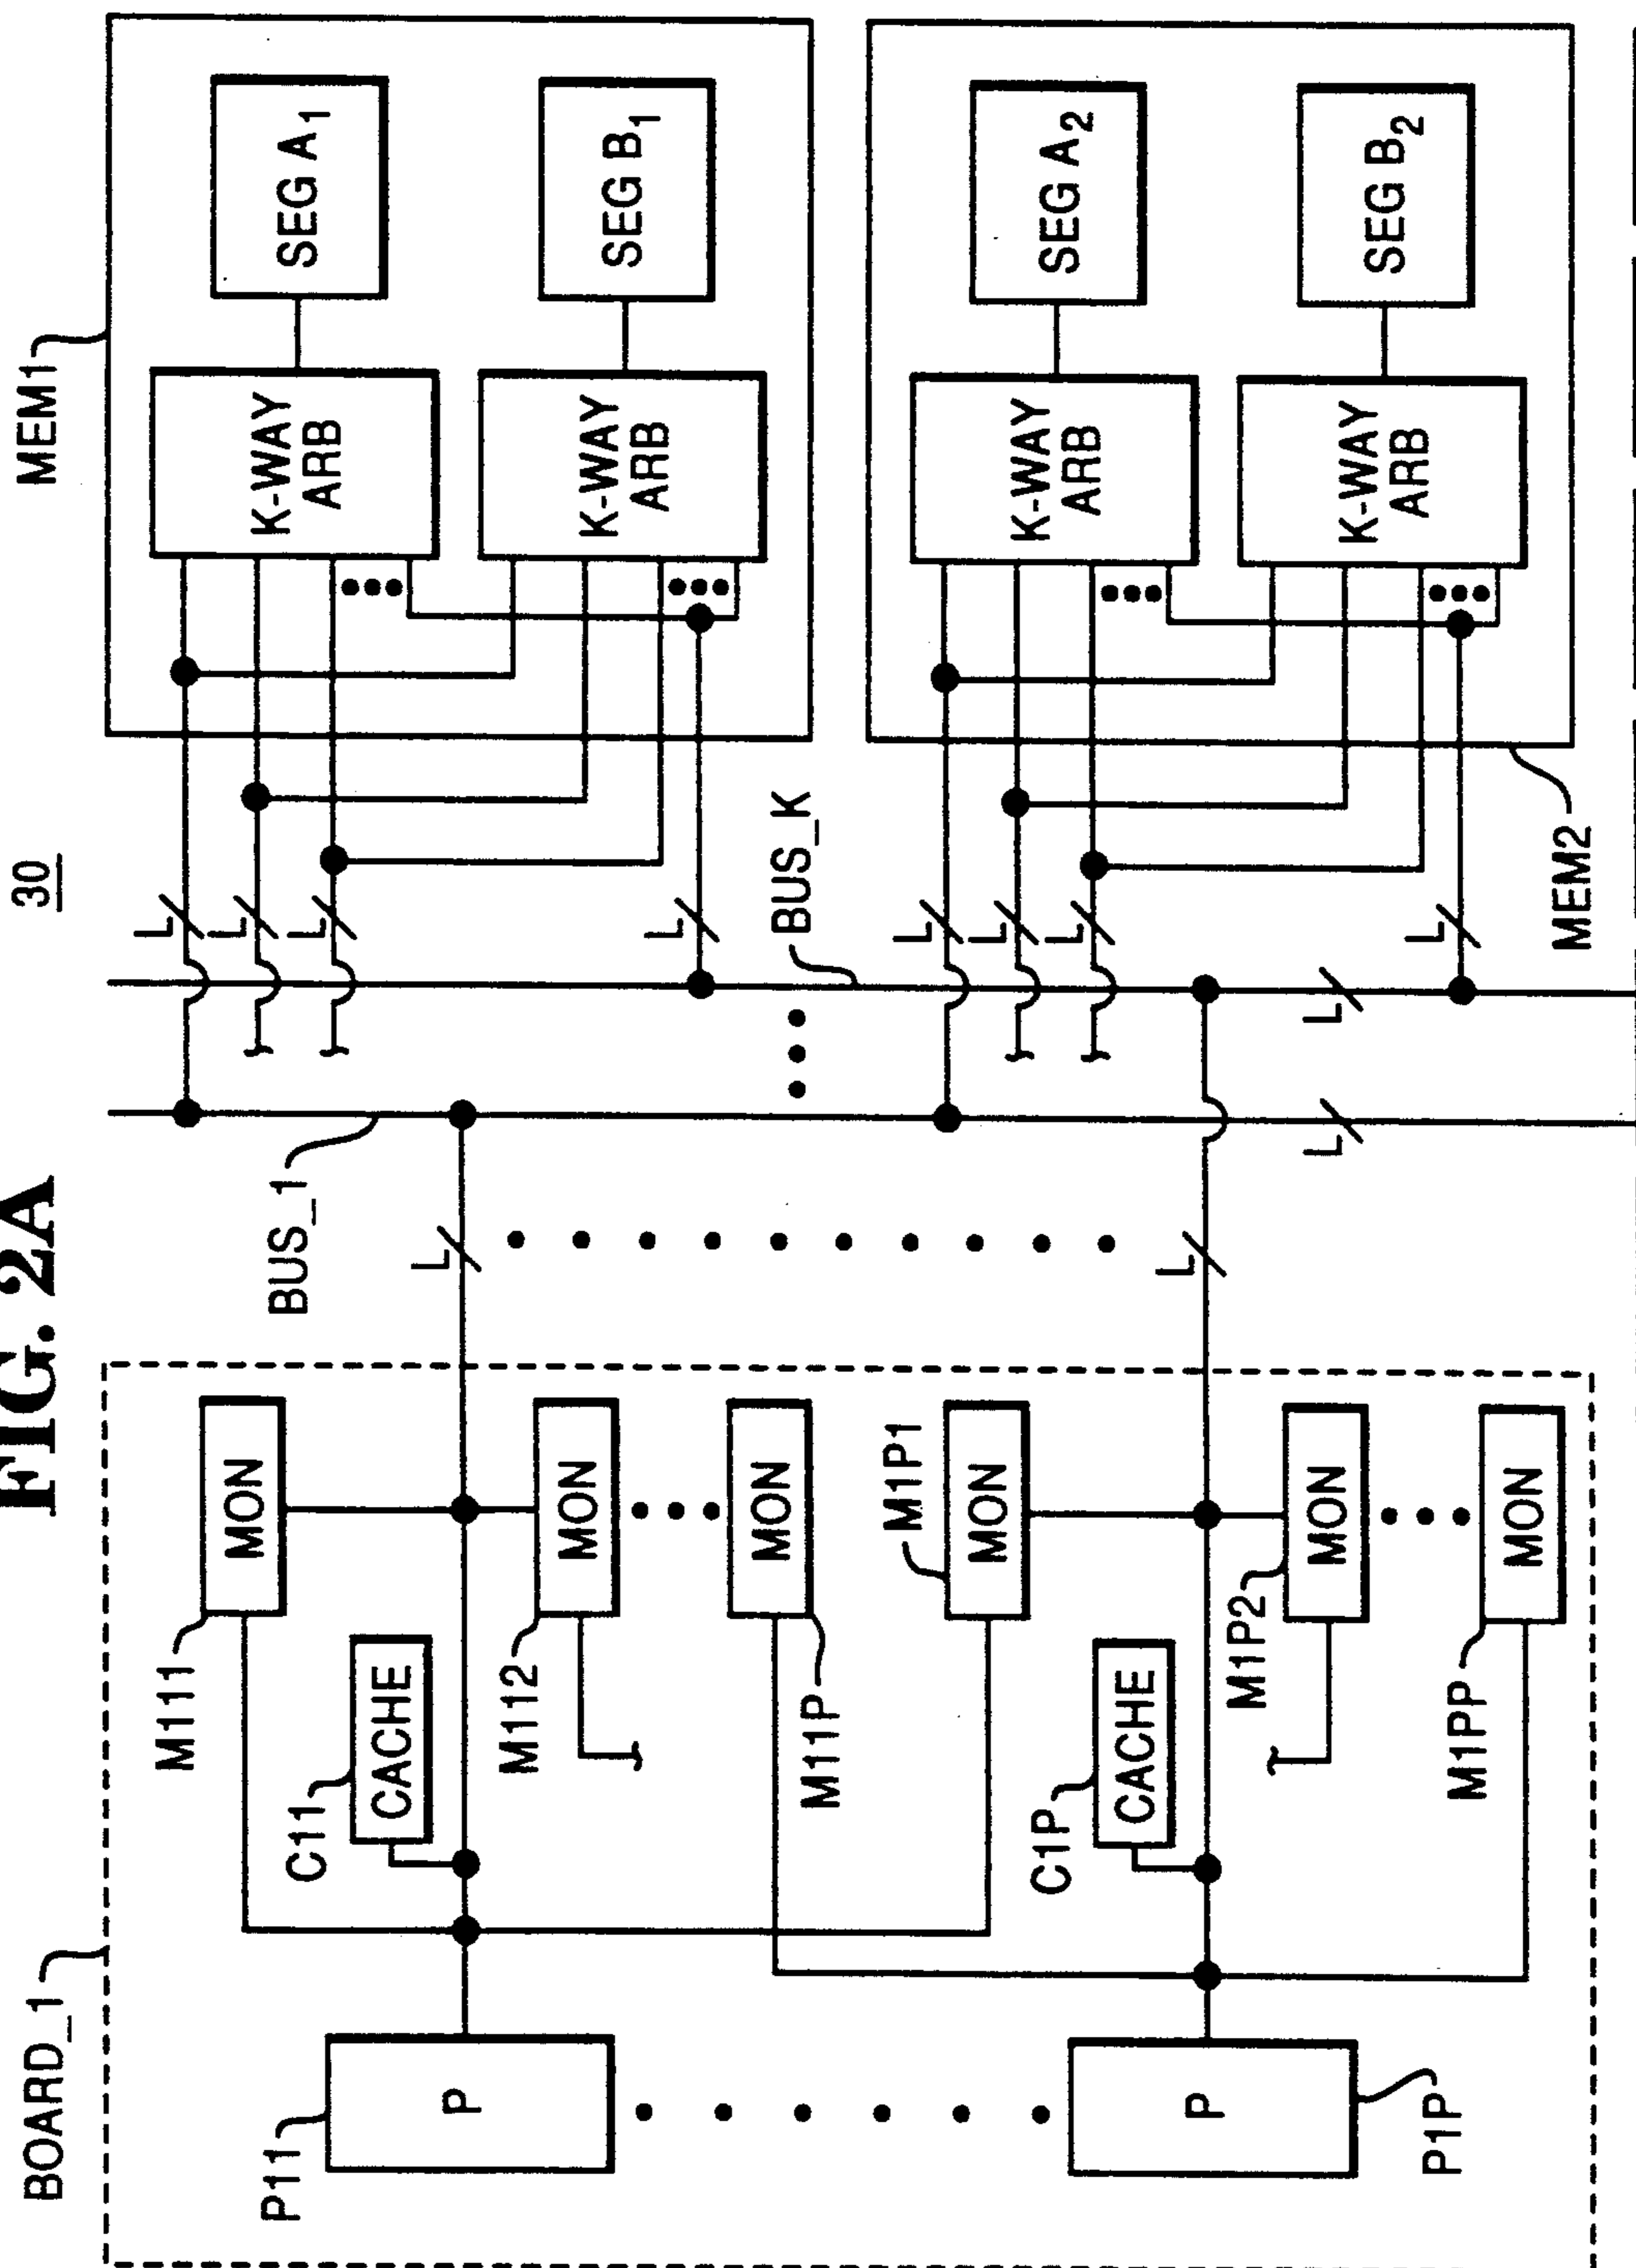 FIG. 2A
30
BOARD_1
P11
P
P1P
P
M111
MON
C11
CACHE
M112
MON
M11P
MON
M1P1
MON
C1P
CACHE
M1P2
MON
M1PP
MON
L
L
BUS_1
BUS_K
L
L
L
L
L
L
L
L
L
L
MEM1
K-WAY
ARB
SEG A1
K-WAY
ARB
SEG B1
MEM2
K-WAY
ARB
SEG A2
K-WAY
ARB
SEG B2